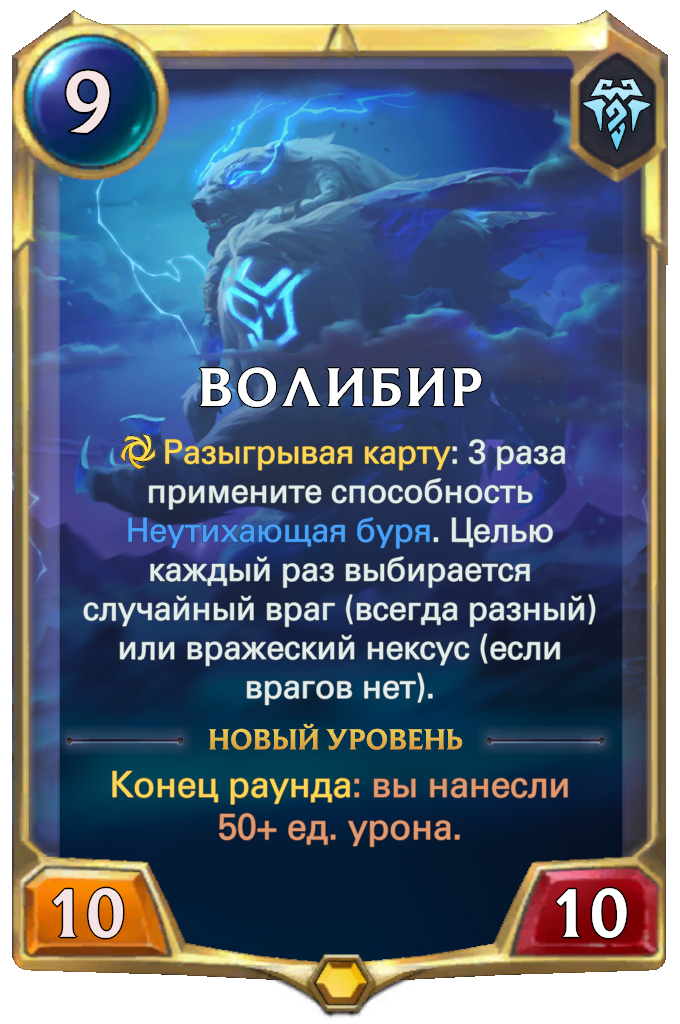 9
ВОЛИБИР
Разыгрывая карту: 3 раза
примените способность
Неутихающая буря. Целью
каждый раз выбирается
случайный враг (всегда разный)
или вражеский нексус (если
врагов нет).
НОВЫЙ УРОВЕНЬ
Конец раунда: вы нанесли
50+ ед. урона.
10
10